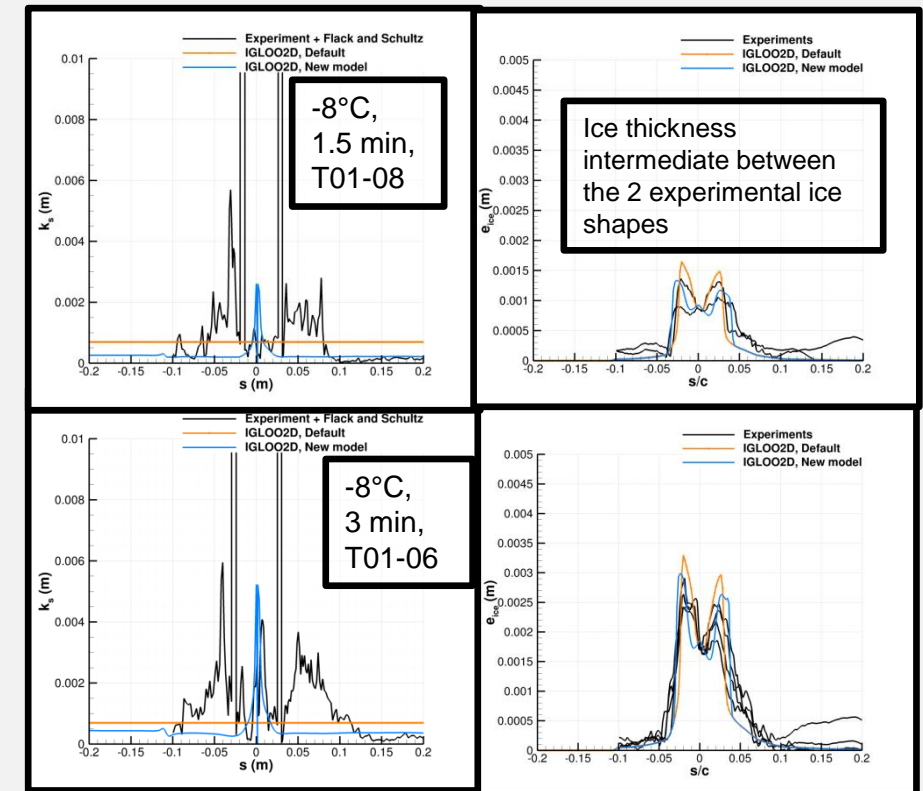 Experiment + Flack and Schultz
IGLOO2D, Default
IGLOO2D, New model
-8°C,
1.5 min,
T01-08
0.01
0.008
0.006
0.004
0.002
0
k_s (m)
-0.2 -0.15 -0.1 -0.05 0 0.05 0.1 0.15 0.2
s (m)
Experiments
IGLOO2D, Default
IGLOO2D, New model
Ice thickness
intermediate between
the 2 experimental ice
shapes
0.005
0.0045
0.004
0.0035
0.003
0.0025
0.002
0.0015
0.001
0.0005
0
e_ice (m)
-0.2 -0.15 -0.1 -0.05 0 0.05 0.1 0.15 0.2
s/c
Experiment + Flack and Schultz
IGLOO2D, Default
IGLOO2D, New model
-8°C,
3 min,
T01-06
0.01
0.008
0.006
0.004
0.002
0
k_s (m)
-0.2 -0.15 -0.1 -0.05 0 0.05 0.1 0.15 0.2
s (m)
Experiments
IGLOO2D, Default
IGLOO2D, New model
0.005
0.0045
0.004
0.0035
0.003
0.0025
0.002
0.0015
0.001
0.0005
0
e_ice (m)
-0.2 -0.15 -0.1 -0.05 0 0.05 0.1 0.15 0.2
s/c